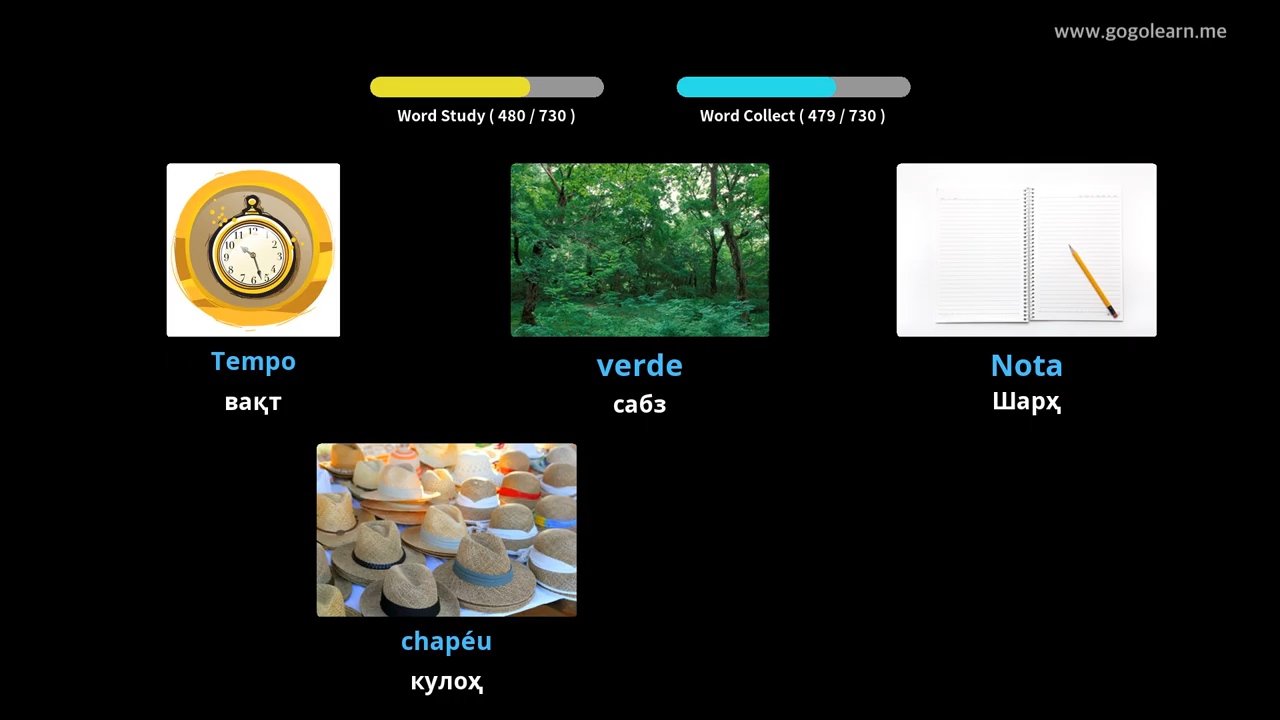 www.gogolearn.me
Word Study ( 480 / 730 )
Word Collect ( 479 / 730 )
Tempo
вақт
verde
сабз
Nota
Шарҳ
chapéu
кулоҳ